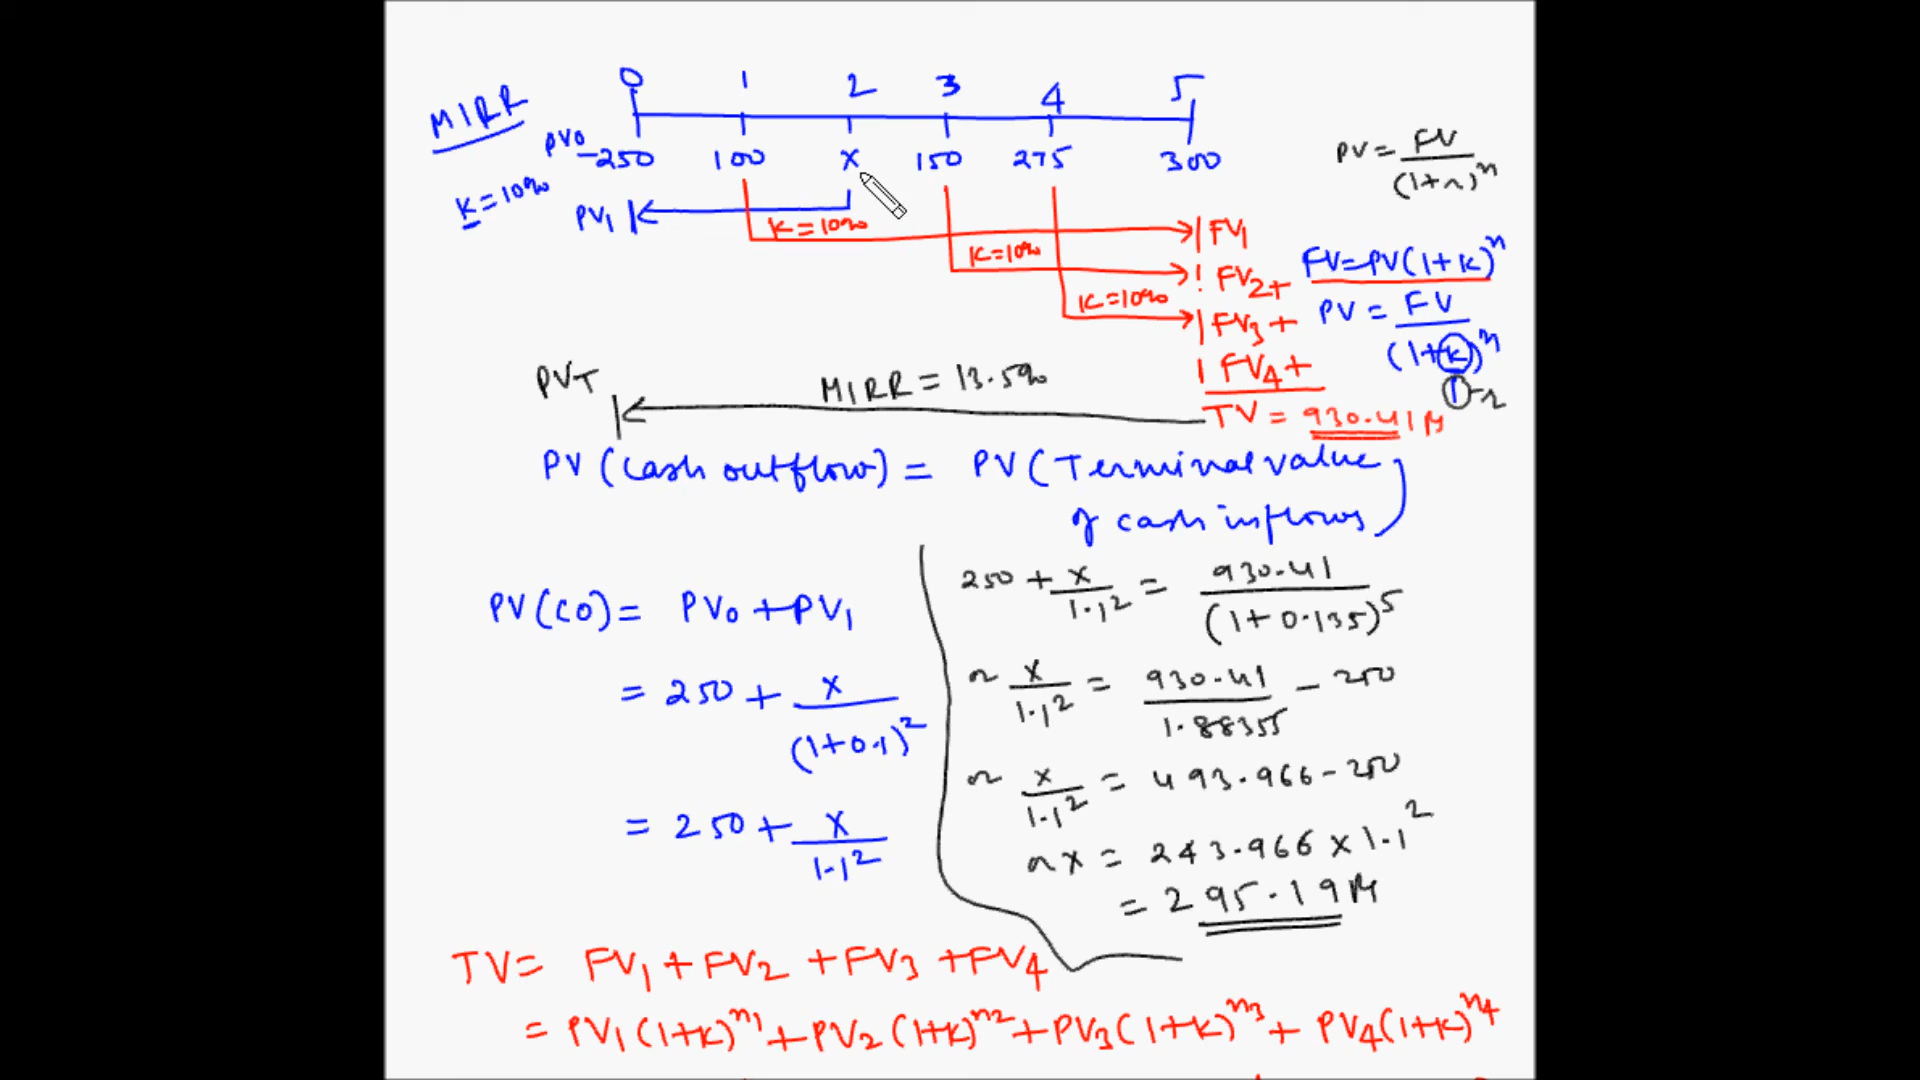 0 1 2 3 4 5
MIRR
PV0 -250 100 x 150 275 300
PV = FV/(1+r)^n
k=10%
PV1
k=10%
FV1
k=10%
FV2+
FV=PV(1+k)^n
k=10%
FV3+
PV = FV/(1+k)^n
FV4+
PVT
MIRR = 13.5%
TV = 930.41M
PV (cash outflow) = PV (Terminal value
of cash inflows)
250 + x/1.1^2 = 930.41/(1+0.135)^5
PV(CO) = PV0 + PV1
x/1.1^2 = 930.41/1.88355 - 250
= 250 + x/(1+0.1)^2
x/1.1^2 = 493.966 - 250
= 250 + x/1.1^2
x = 243.966 x 1.1^2
= 295.19M
TV = FV1 + FV2 + FV3 + FV4
= PV1(1+k)^n1 + PV2(1+k)^n2 + PV3(1+k)^n3 + PV4(1+k)^n4